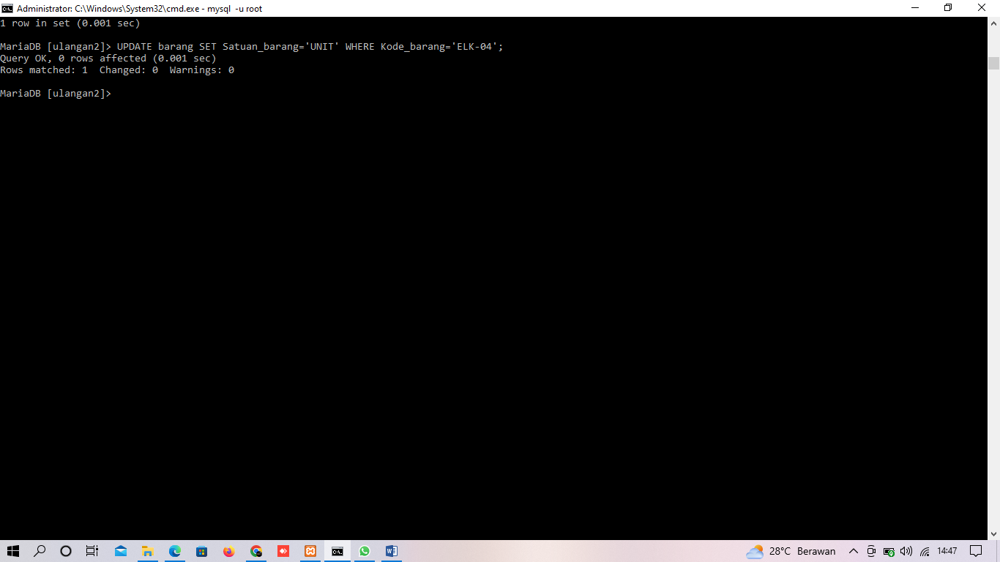 Administrator: C:\Windows\System32\cmd.exe - mysql  -u root
1 row in set (0.001 sec)
MariaDB [ulangan2]> UPDATE barang SET Satuan_barang='UNIT' WHERE Kode_barang='ELK-04';
Query OK, 0 rows affected (0.001 sec)
Rows matched: 1  Changed: 0  Warnings: 0
MariaDB [ulangan2]>
28°C Berawan 14:47